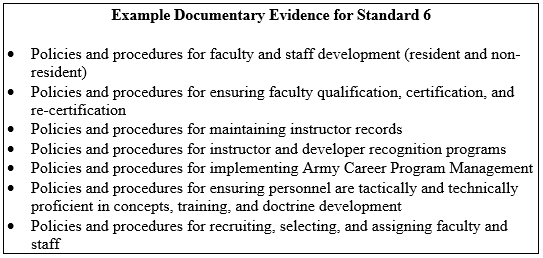 Example Documentary Evidence for Standard 6
• Policies and procedures for faculty and staff development (resident and non-
resident)
• Policies and procedures for ensuring faculty qualification, certification, and
re-certification
• Policies and procedures for maintaining instructor records
• Policies and procedures for instructor and developer recognition programs
• Policies and procedures for implementing Army Career Program Management
• Policies and procedures for ensuring personnel are tactically and technically
proficient in concepts, training, and doctrine development
• Policies and procedures for recruiting, selecting, and assigning faculty and
staff